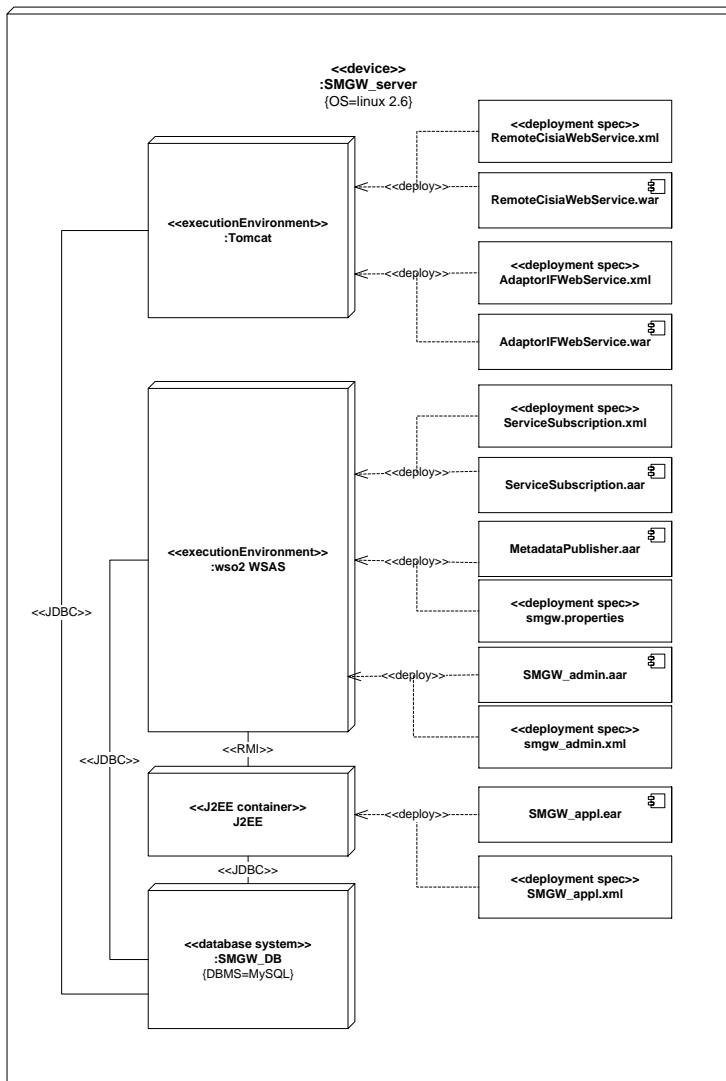 <<device>>
:SMGW_server
{OS=linux 2.6}
<<deployment spec>>
RemoteCisiaWebService.xml
<<deploy>>
RemoteCisiaWebService.war
<<executionEnvironment>>
:Tomcat
<<deployment spec>>
AdaptorIFWebService.xml
<<deploy>>
AdaptorIFWebService.war
<<deployment spec>>
ServiceSubscription.xml
<<deploy>>
ServiceSubscription.aar
<<executionEnvironment>>
:wso2 WSAS
MetadataPublisher.aar
<<deploy>>
<<deployment spec>>
smgw.properties
<<JDBC>>
<<deploy>>
SMGW_admin.aar
<<deployment spec>>
smgw_admin.xml
<<RMI>>
<<JDBC>>
<<J2EE container>>
J2EE
<<deploy>>
SMGW_appl.ear
<<JDBC>>
<<deployment spec>>
SMGW_appl.xml
<<database system>>
:SMGW_DB
{DBMS=MySQL}